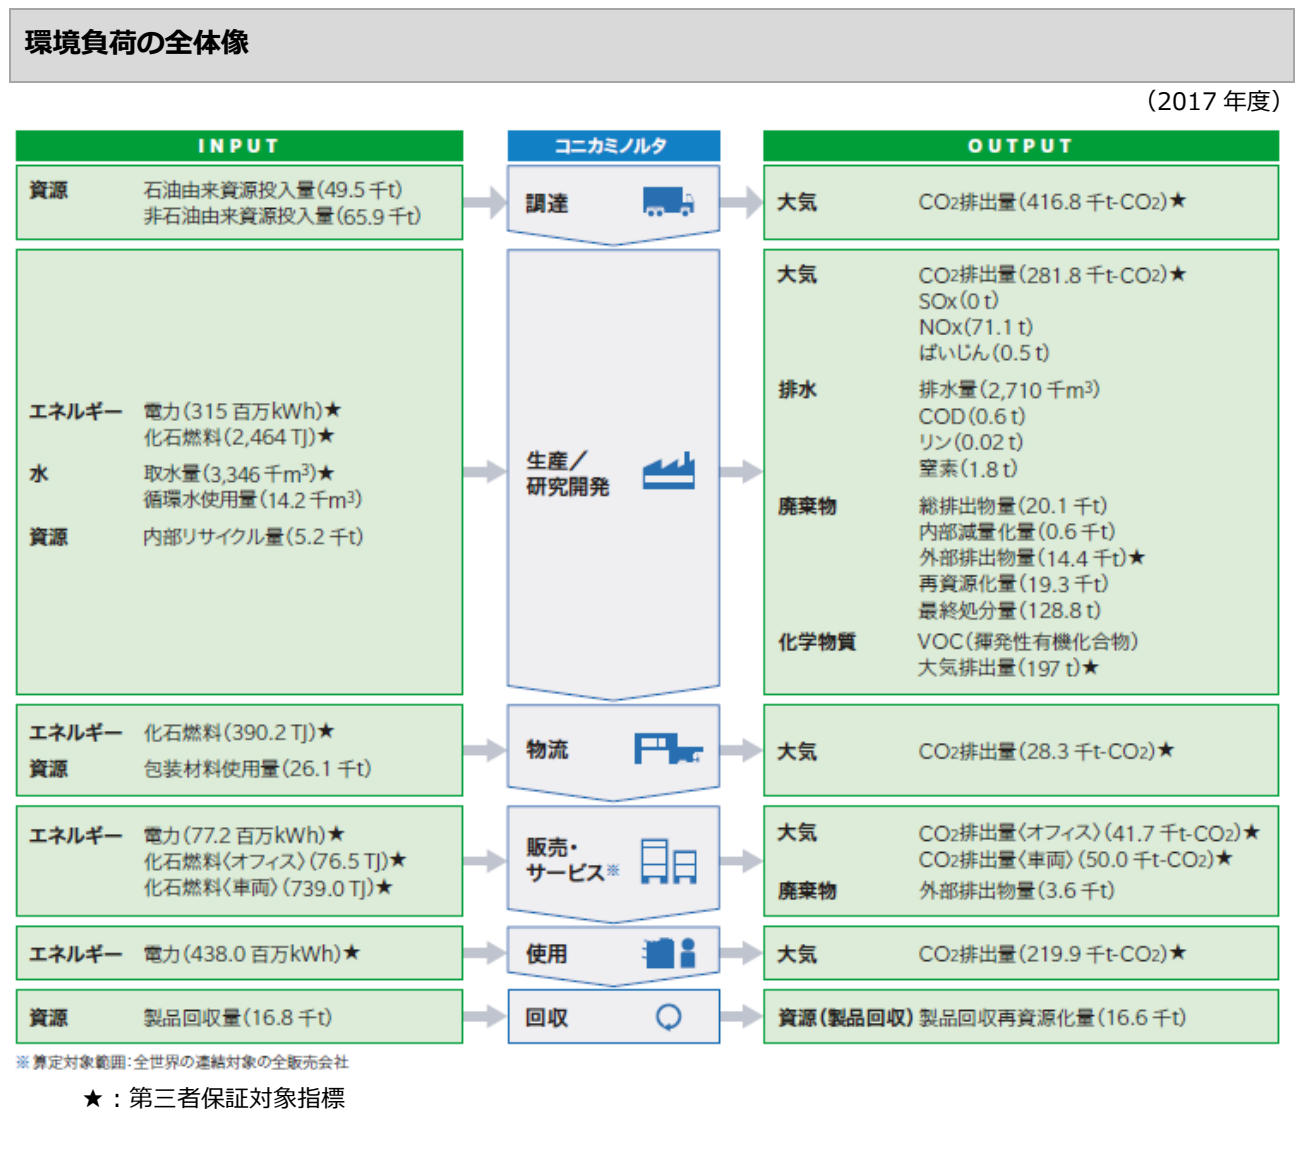 環境負荷の全体像
（2017 年度）
INPUT
コニカミノルタ
OUTPUT
資源 石油由来資源投入量(49.5 千t)
非石油由来資源投入量(65.9 千t)
調達
大気 CO2排出量(416.8 千t-CO2)★
エネルギー 電力(315 百万kWh)★
化石燃料(2,464 TJ)★
水 取水量(3,346 千m³)★
循環水使用量(14.2 千m³)
資源 内部リサイクル量(5.2 千t)
生産／
研究開発
大気 CO2排出量(281.8 千t-CO2)★
SOx(0 t)
NOx(71.1 t)
ばいじん(0.5 t)
排水 排水量(2,710 千m³)
COD(0.6 t)
リン(0.02 t)
窒素(1.8 t)
廃棄物 総排出物量(20.1 千t)
内部減量化量(0.6 千t)
外部排出物量(14.4 千t)★
再資源化量(19.3 千t)
最終処分量(128.8 t)
化学物質 VOC(揮発性有機化合物)
大気排出量(197 t)★
エネルギー 化石燃料(390.2 TJ)★
資源 包装材料使用量(26.1 千t)
物流
大気 CO2排出量(28.3 千t-CO2)★
エネルギー 電力(77.2 百万kWh)★
化石燃料〈オフィス〉(76.5 TJ)★
化石燃料〈車両〉(739.0 TJ)★
販売・
サービス※
大気 CO2排出量〈オフィス〉(41.7 千t-CO2)★
CO2排出量〈車両〉(50.0 千t-CO2)★
廃棄物 外部排出物量(3.6 千t)
エネルギー 電力(438.0 百万kWh)★
使用
大気 CO2排出量(219.9 千t-CO2)★
資源 製品回収量(16.8 千t)
回収
資源(製品回収) 製品回収再資源化量(16.6 千t)
※ 算定対象範囲：全世界の連結対象の全販売会社
★：第三者保証対象指標